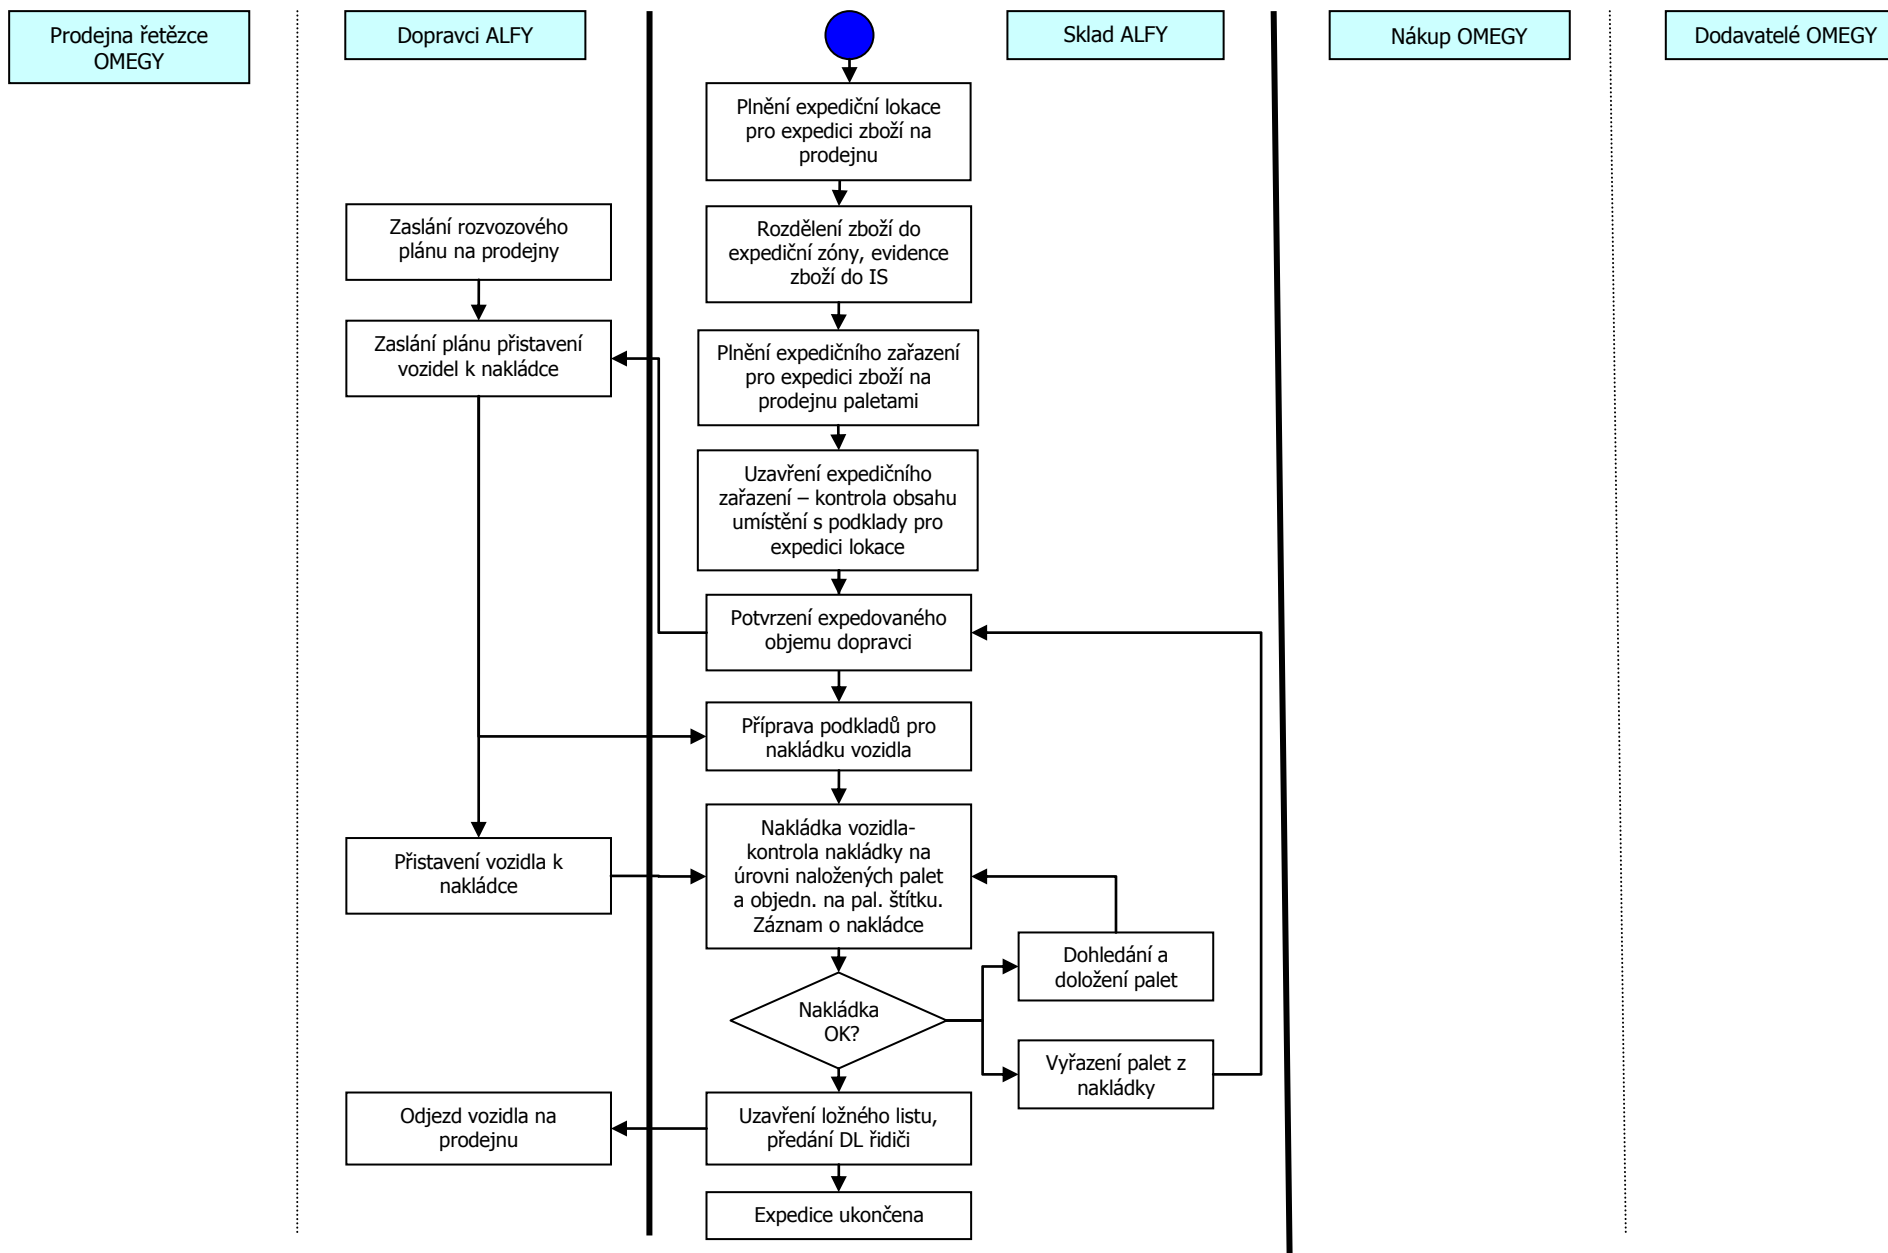 Prodejna řetězce
OMEGY
Dopravci ALFY
Sklad ALFY
Nákup OMEGY
Dodavatelé OMEGY
Plnění expediční lokace
pro expedici zboží na
prodejnu
Zaslání rozvozového
plánu na prodejny
Rozdělení zboží do
expediční zóny, evidence
zboží do IS
Zaslání plánu přistavení
vozidel k nakládce
Plnění expedičního zařazení
pro expedici zboží na
prodejnu paletami
Uzavření expedičního
zařazení – kontrola obsahu
umístění s podklady pro
expedici lokace
Potvrzení expedovaného
objemu dopravci
Příprava podkladů pro
nakládku vozidla
Přistavení vozidla k
nakládce
Nakládka vozidla-
kontrola nakládky na
úrovni naložených palet
a objedn. na pal. štítku.
Záznam o nakládce
Dohledání a
doložení palet
Nakládka
OK?
Vyřazení palet z
nakládky
Odjezd vozidla na
prodejnu
Uzavření ložného listu,
předání DL řidiči
Expedice ukončena